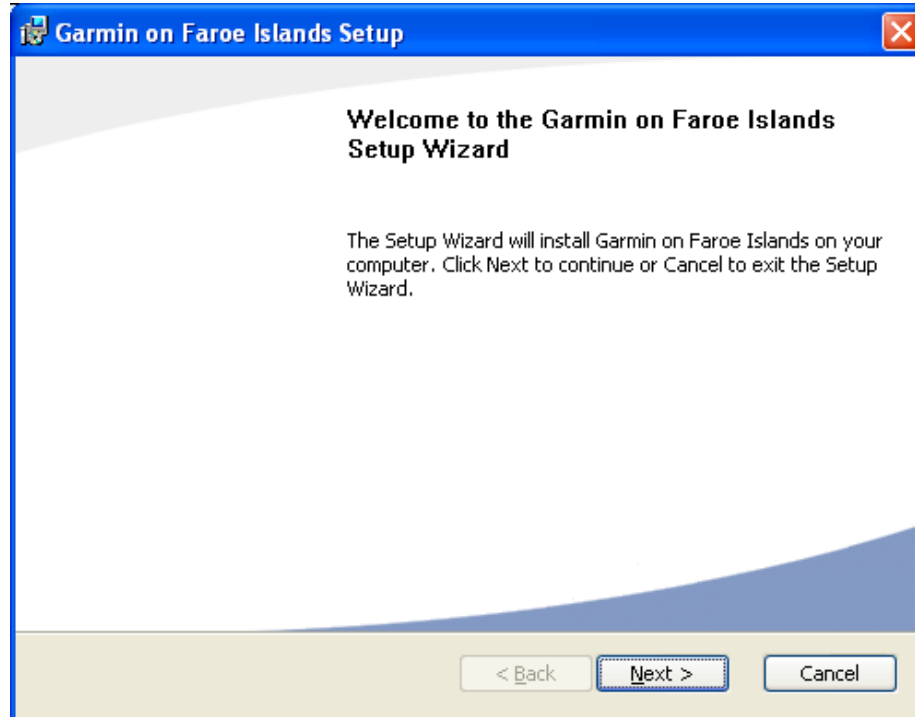 Garmin on Faroe Islands Setup
Welcome to the Garmin on Faroe Islands
Setup Wizard
The Setup Wizard will install Garmin on Faroe Islands on your
computer. Click Next to continue or Cancel to exit the Setup
Wizard.
< Back Next > Cancel